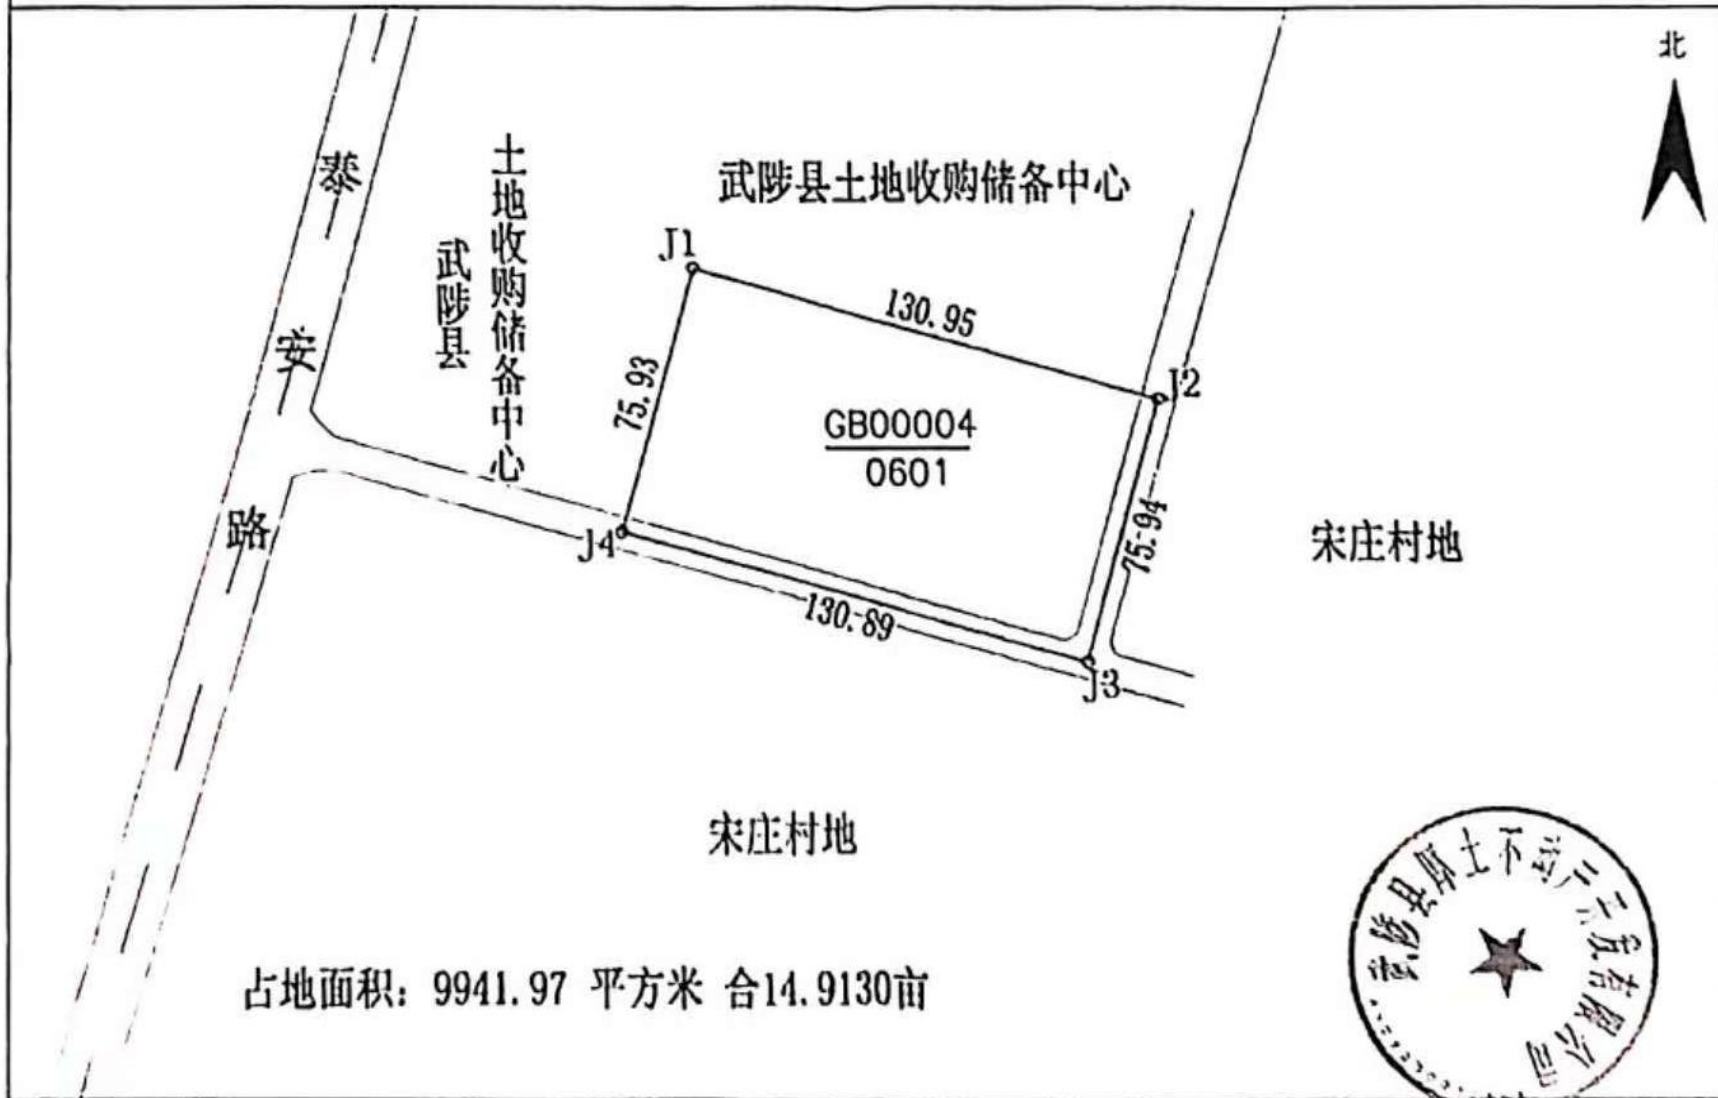 北
泰安路
武陟县
土地收购储备中心
武陟县土地收购储备中心
J1
130.95
J2
75.93
GB00004
0601
75.94
宋庄村地
J4
130.89
J3
宋庄村地
占地面积：9941.97 平方米 合14.9130亩